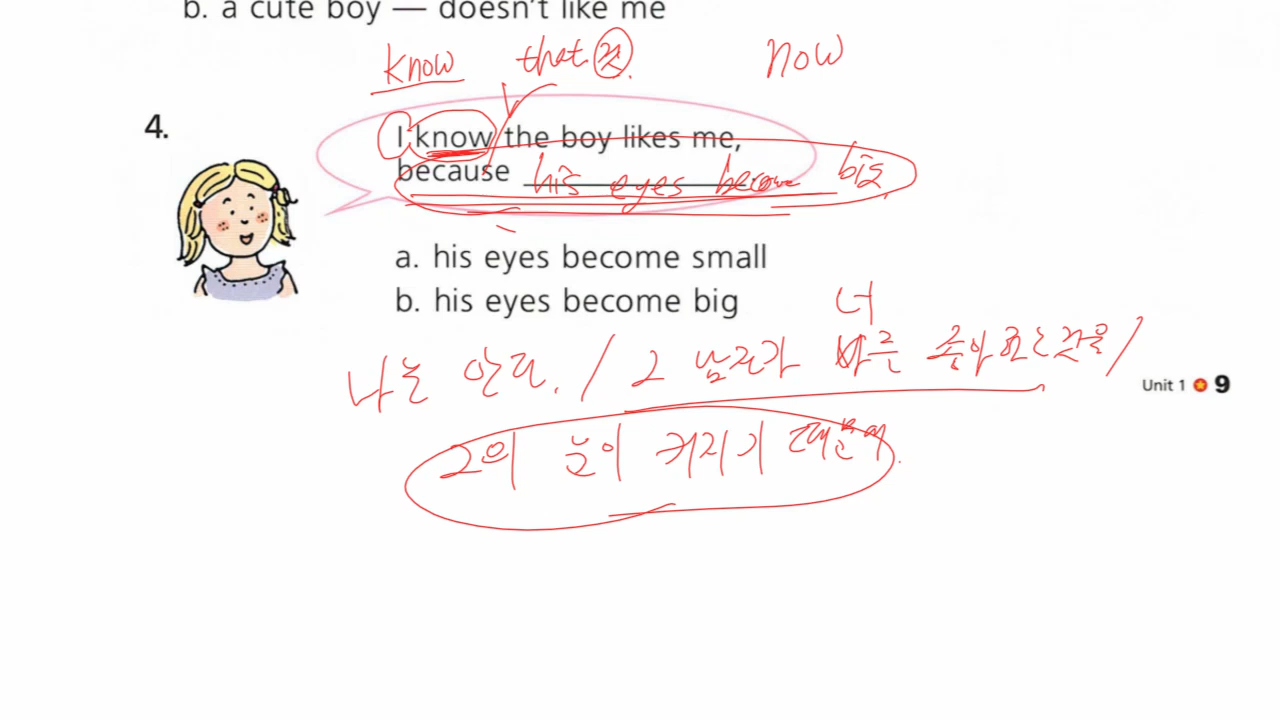 b. a cute boy — doesn't like me
know that 것. now
4.
I know the boy likes me,
because his eyes become big
a. his eyes become small
b. his eyes become big
너
나는 안다. / 그 남자가 를 좋아하는 것을 /
Unit 1 9
그의 눈이 커지기 때문에.